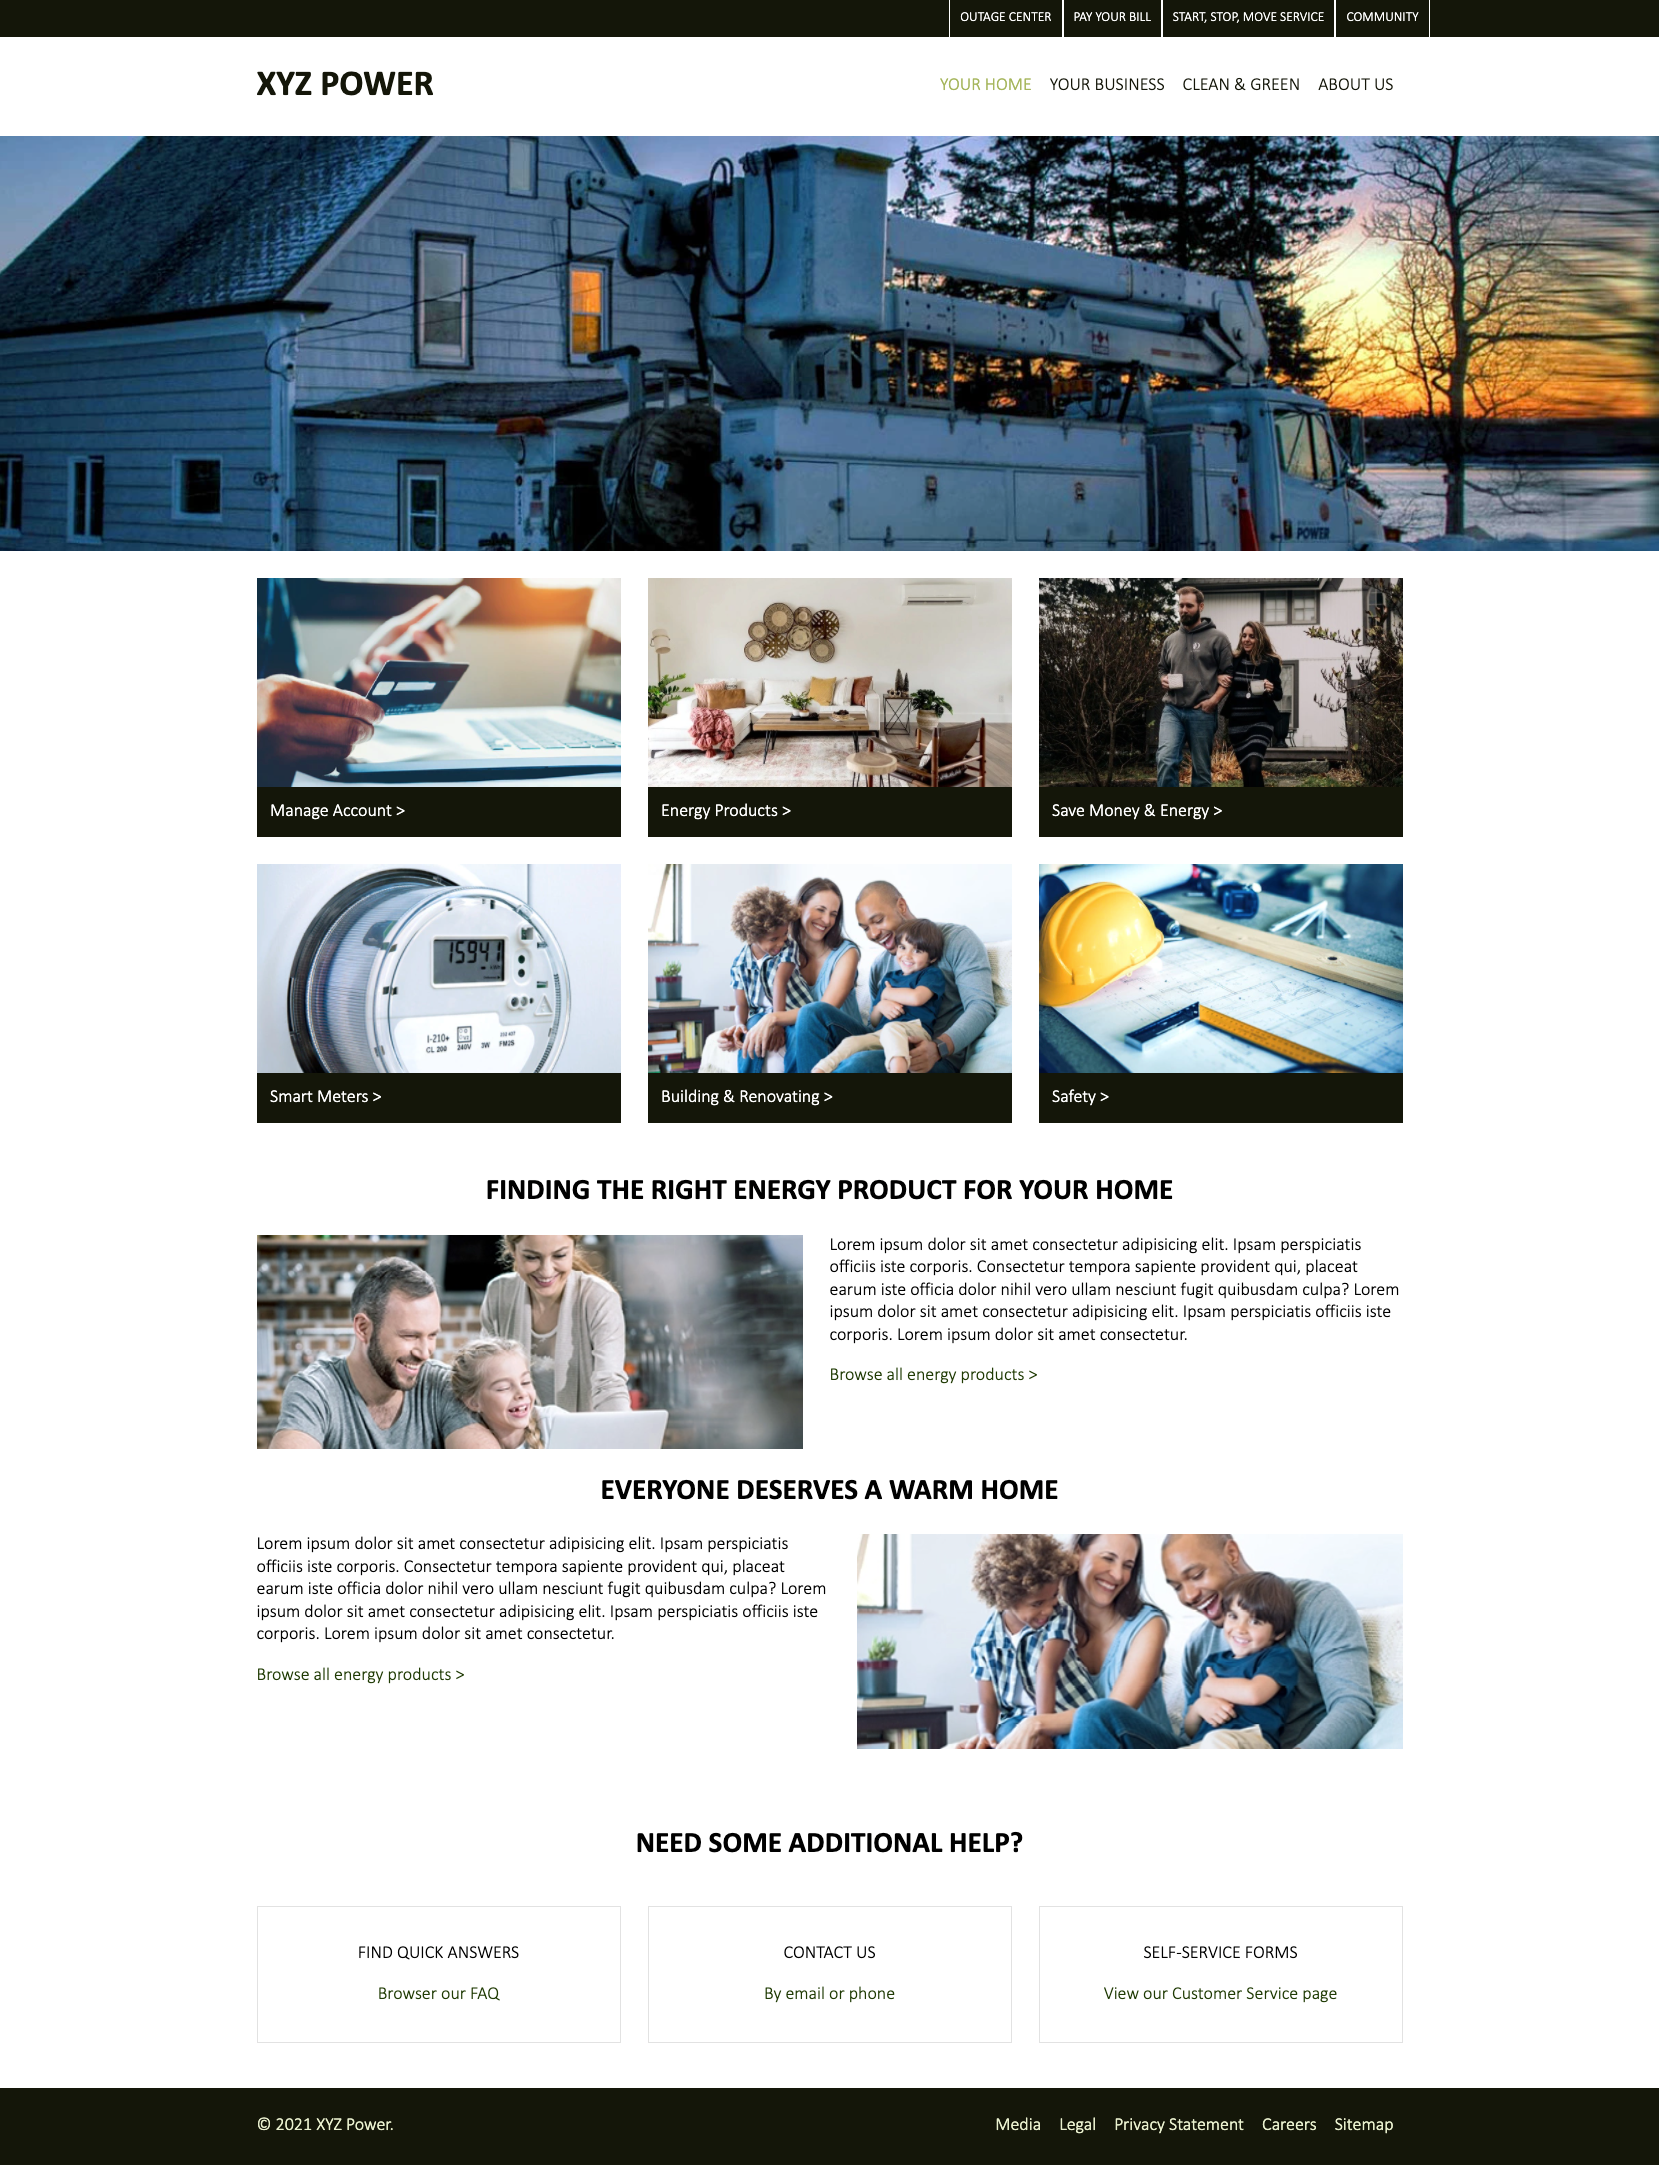 OUTAGE CENTER
PAY YOUR BILL
START, STOP, MOVE SERVICE
COMMUNITY
XYZ POWER
YOUR HOME
YOUR BUSINESS
CLEAN & GREEN
ABOUT US
POWER
Manage Account >
Energy Products >
Save Money & Energy >
15941
I-210+
CL 200
240V
3W
FM2S
Smart Meters >
Building & Renovating >
Safety >
FINDING THE RIGHT ENERGY PRODUCT FOR YOUR HOME
Lorem ipsum dolor sit amet consectetur adipisicing elit. Ipsam perspiciatis
officiis iste corporis. Consectetur tempora sapiente provident qui, placeat
earum iste officia dolor nihil vero ullam nesciunt fugit quibusdam culpa? Lorem
ipsum dolor sit amet consectetur adipisicing elit. Ipsam perspiciatis officiis iste
corporis. Lorem ipsum dolor sit amet consectetur.
Browse all energy products >
EVERYONE DESERVES A WARM HOME
Lorem ipsum dolor sit amet consectetur adipisicing elit. Ipsam perspiciatis
officiis iste corporis. Consectetur tempora sapiente provident qui, placeat
earum iste officia dolor nihil vero ullam nesciunt fugit quibusdam culpa? Lorem
ipsum dolor sit amet consectetur adipisicing elit. Ipsam perspiciatis officiis iste
corporis. Lorem ipsum dolor sit amet consectetur.
Browse all energy products >
NEED SOME ADDITIONAL HELP?
FIND QUICK ANSWERS
Browser our FAQ
CONTACT US
By email or phone
SELF-SERVICE FORMS
View our Customer Service page
© 2021 XYZ Power.
Media
Legal
Privacy Statement
Careers
Sitemap